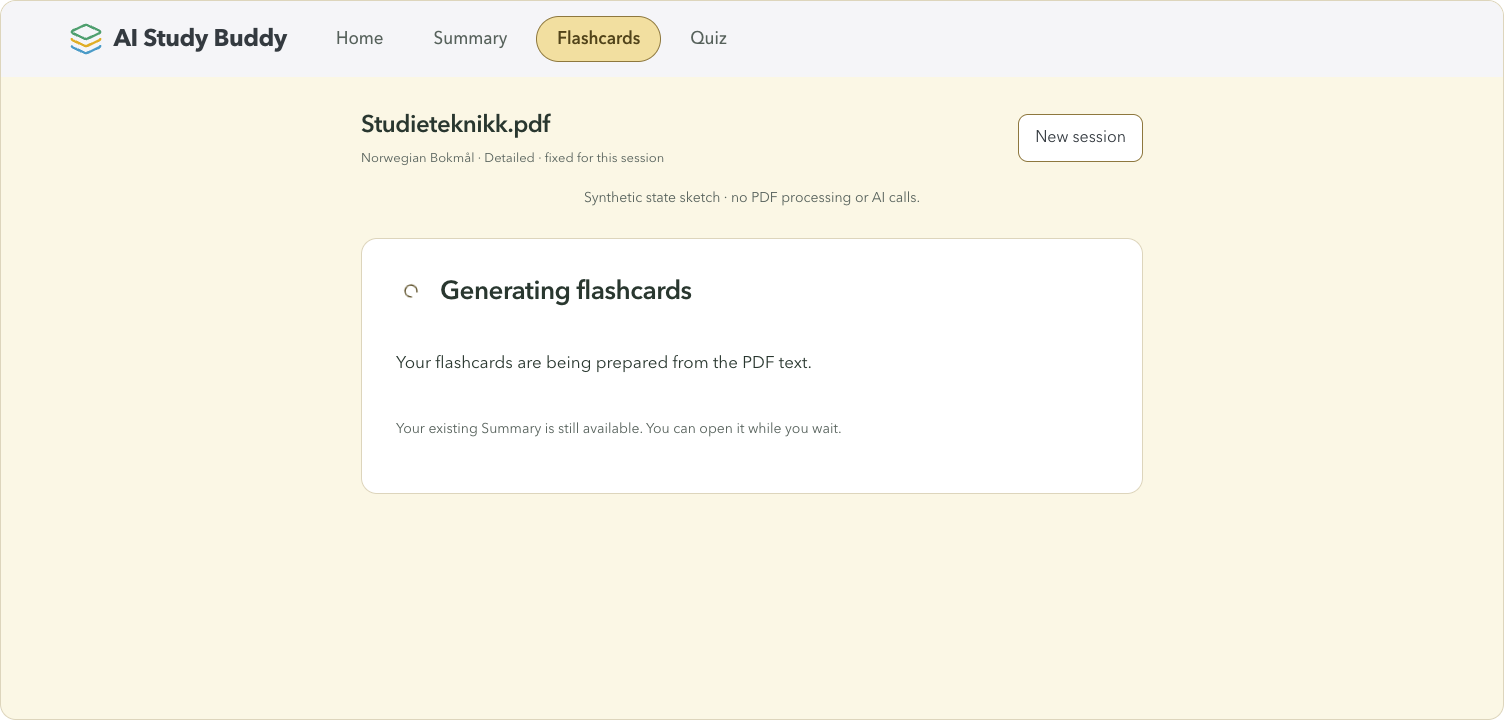 AI Study Buddy
Home
Summary
Flashcards
Quiz
Studieteknikk.pdf
New session
Norwegian Bokmål · Detailed · fixed for this session
Synthetic state sketch · no PDF processing or AI calls.
Generating flashcards
Your flashcards are being prepared from the PDF text.
Your existing Summary is still available. You can open it while you wait.